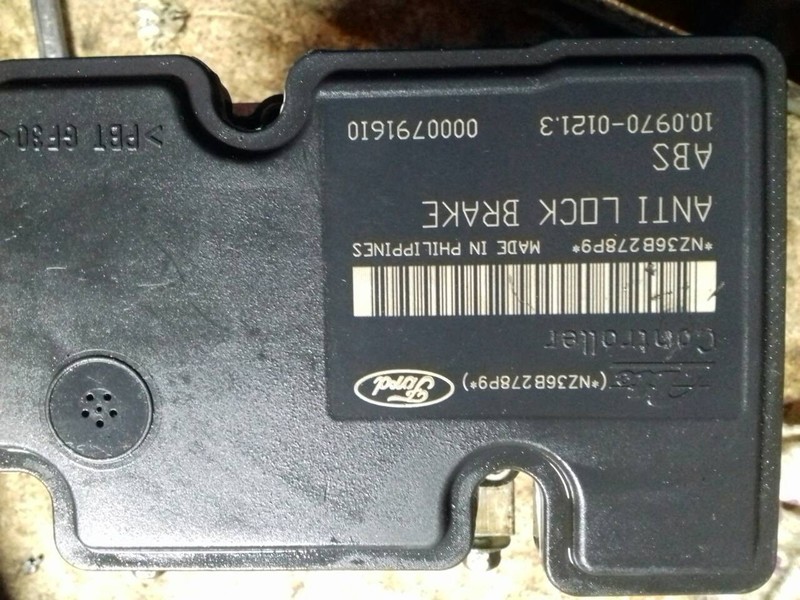 (*NZ36B278P9*) Ford
Controller
*NZ36B278P9* MADE IN PHILIPPINES
ANTI LOCK BRAKE
ABS
10.0970-0121.3 0000791610
>PBT GF30<